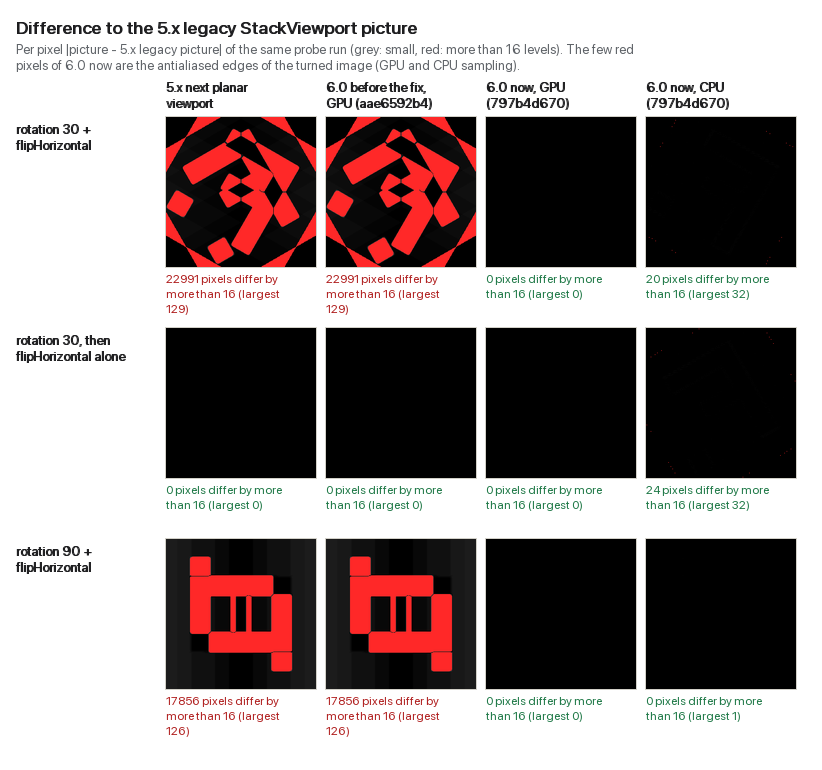 Difference to the 5.x legacy StackViewport picture
Per pixel |picture - 5.x legacy picture| of the same probe run (grey: small, red: more than 16 levels). The few red
pixels of 6.0 now are the antialiased edges of the turned image (GPU and CPU sampling).
5.x next planar viewport
6.0 before the fix, GPU (aae6592b4)
6.0 now, GPU (797b4d670)
6.0 now, CPU (797b4d670)
rotation 30 +
flipHorizontal
22991 pixels differ by
more than 16 (largest
129)
22991 pixels differ by
more than 16 (largest
129)
0 pixels differ by more
than 16 (largest 0)
20 pixels differ by more
than 16 (largest 32)
rotation 30, then
flipHorizontal alone
0 pixels differ by more
than 16 (largest 0)
0 pixels differ by more
than 16 (largest 0)
0 pixels differ by more
than 16 (largest 0)
24 pixels differ by more
than 16 (largest 32)
rotation 90 +
flipHorizontal
17856 pixels differ by
more than 16 (largest
126)
17856 pixels differ by
more than 16 (largest
126)
0 pixels differ by more
than 16 (largest 0)
0 pixels differ by more
than 16 (largest 1)